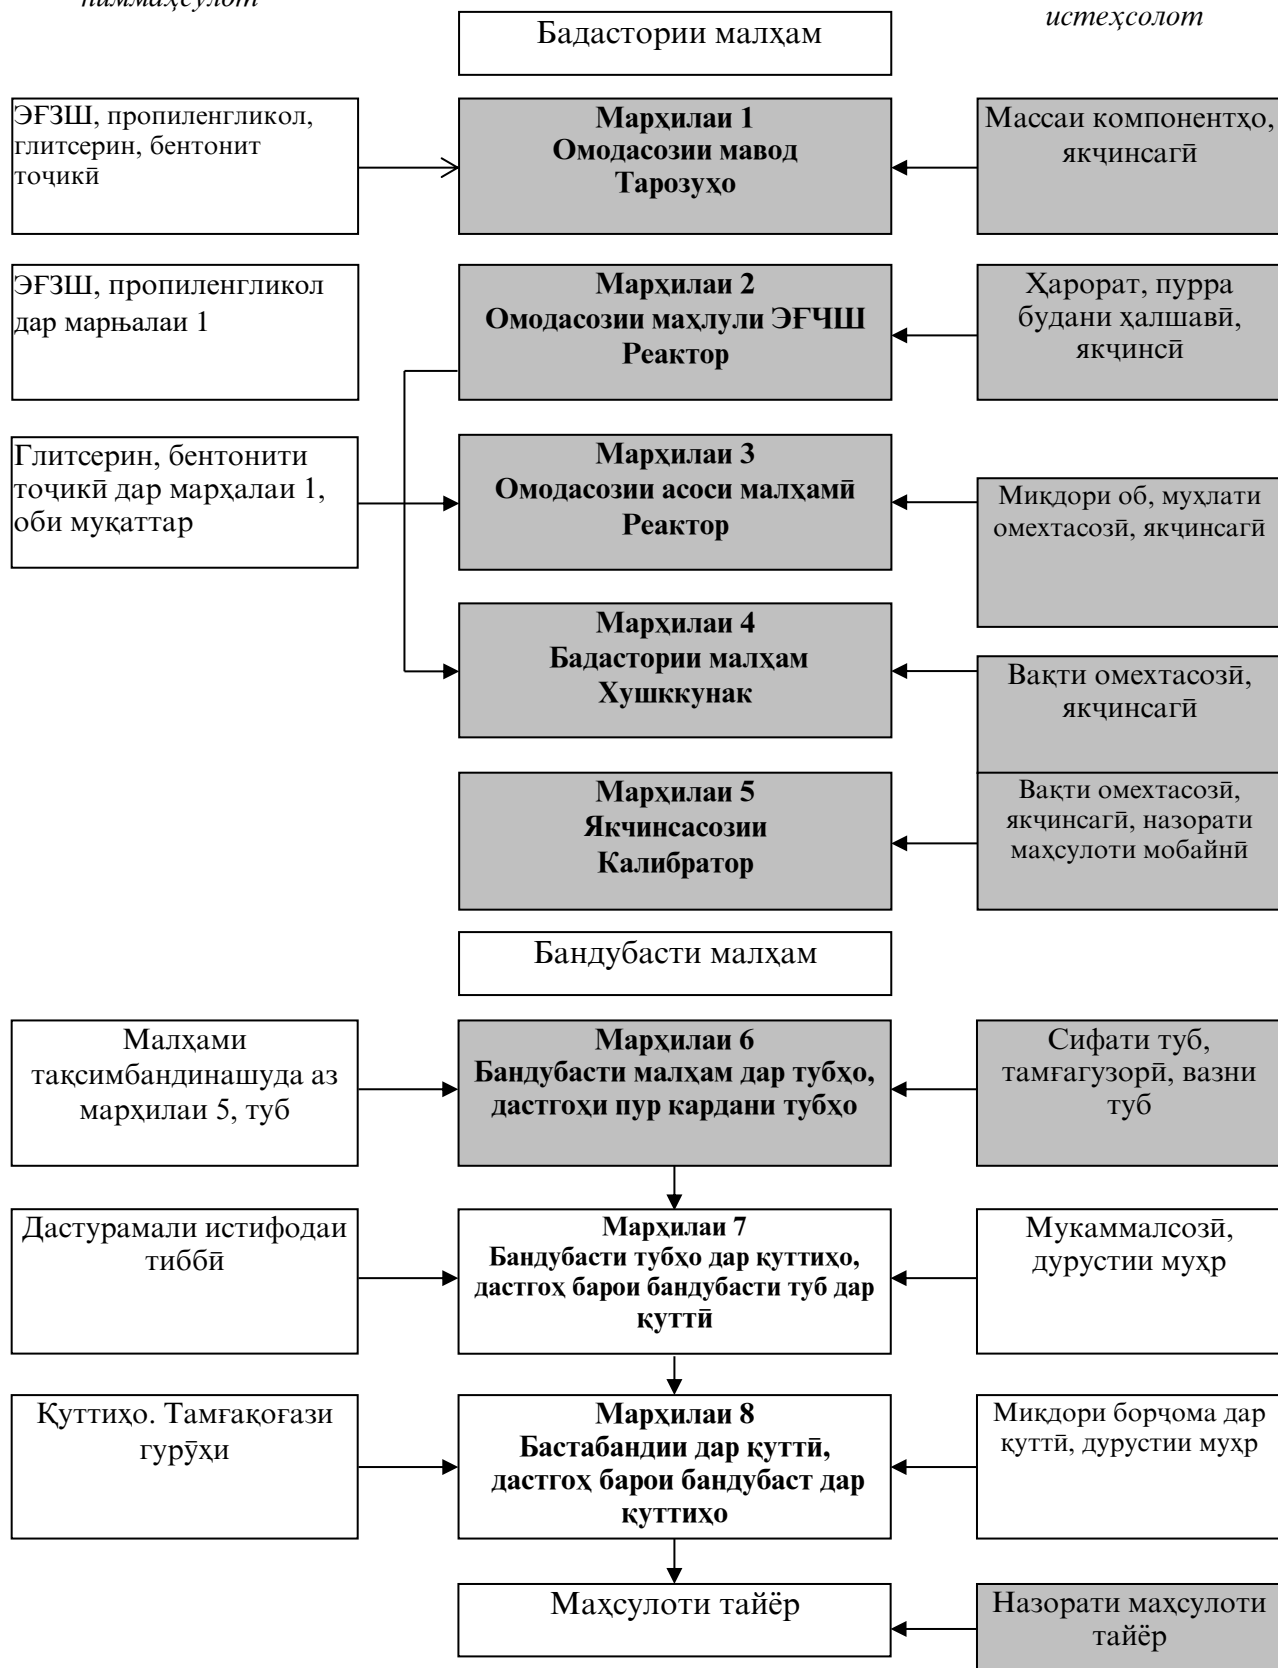 ниммаҳсулот
истеҳсолот
Бадастории малҳам
ЭҒЗШ, пропиленгликол,
глитсерин, бентонит
тоҷикӣ
Марҳилаи 1
Омодасозии мавод
Тарозуҳо
Массаи компонентҳо,
якҷинсагӣ
ЭҒЗШ, пропиленгликол
дар марњалаи 1
Марҳилаи 2
Омодасозии маҳлули ЭҒЧШ
Реактор
Ҳарорат, пурра
будани ҳалшавӣ,
якҷинсӣ
Глитсерин, бентонити
тоҷикӣ дар марҳалаи 1,
оби муқаттар
Марҳилаи 3
Омодасозии асоси малҳамӣ
Реактор
Миқдори об, муҳлати
омехтасозӣ, якҷинсагӣ
Марҳилаи 4
Бадастории малҳам
Хушккунак
Вақти омехтасозӣ,
якҷинсагӣ
Марҳилаи 5
Якчинсасозии
Калибратор
Вақти омехтасозӣ,
якҷинсагӣ, назорати
маҳсулоти мобайнӣ
Бандубасти малҳам
Малҳами
тақсимбандинашуда аз
марҳилаи 5, туб
Марҳилаи 6
Бандубасти малҳам дар тубҳо,
дастгоҳи пур кардани тубҳо
Сифати туб,
тамғагузорӣ, вазни
туб
Дастурамали истифодаи
тиббӣ
Марҳилаи 7
Бандубасти тубҳо дар қуттиҳо,
дастгоҳ барои бандубасти туб дар
қуттӣ
Мукаммалсозӣ,
дурустии муҳр
Қуттиҳо. Тамғақоғази
гурӯҳи
Марҳилаи 8
Бастабандии дар қуттӣ,
дастгоҳ барои бандубаст дар
қуттиҳо
Миқдори борҷома дар
қуттӣ, дурустии муҳр
Маҳсулоти тайёр
Назорати маҳсулоти
тайёр